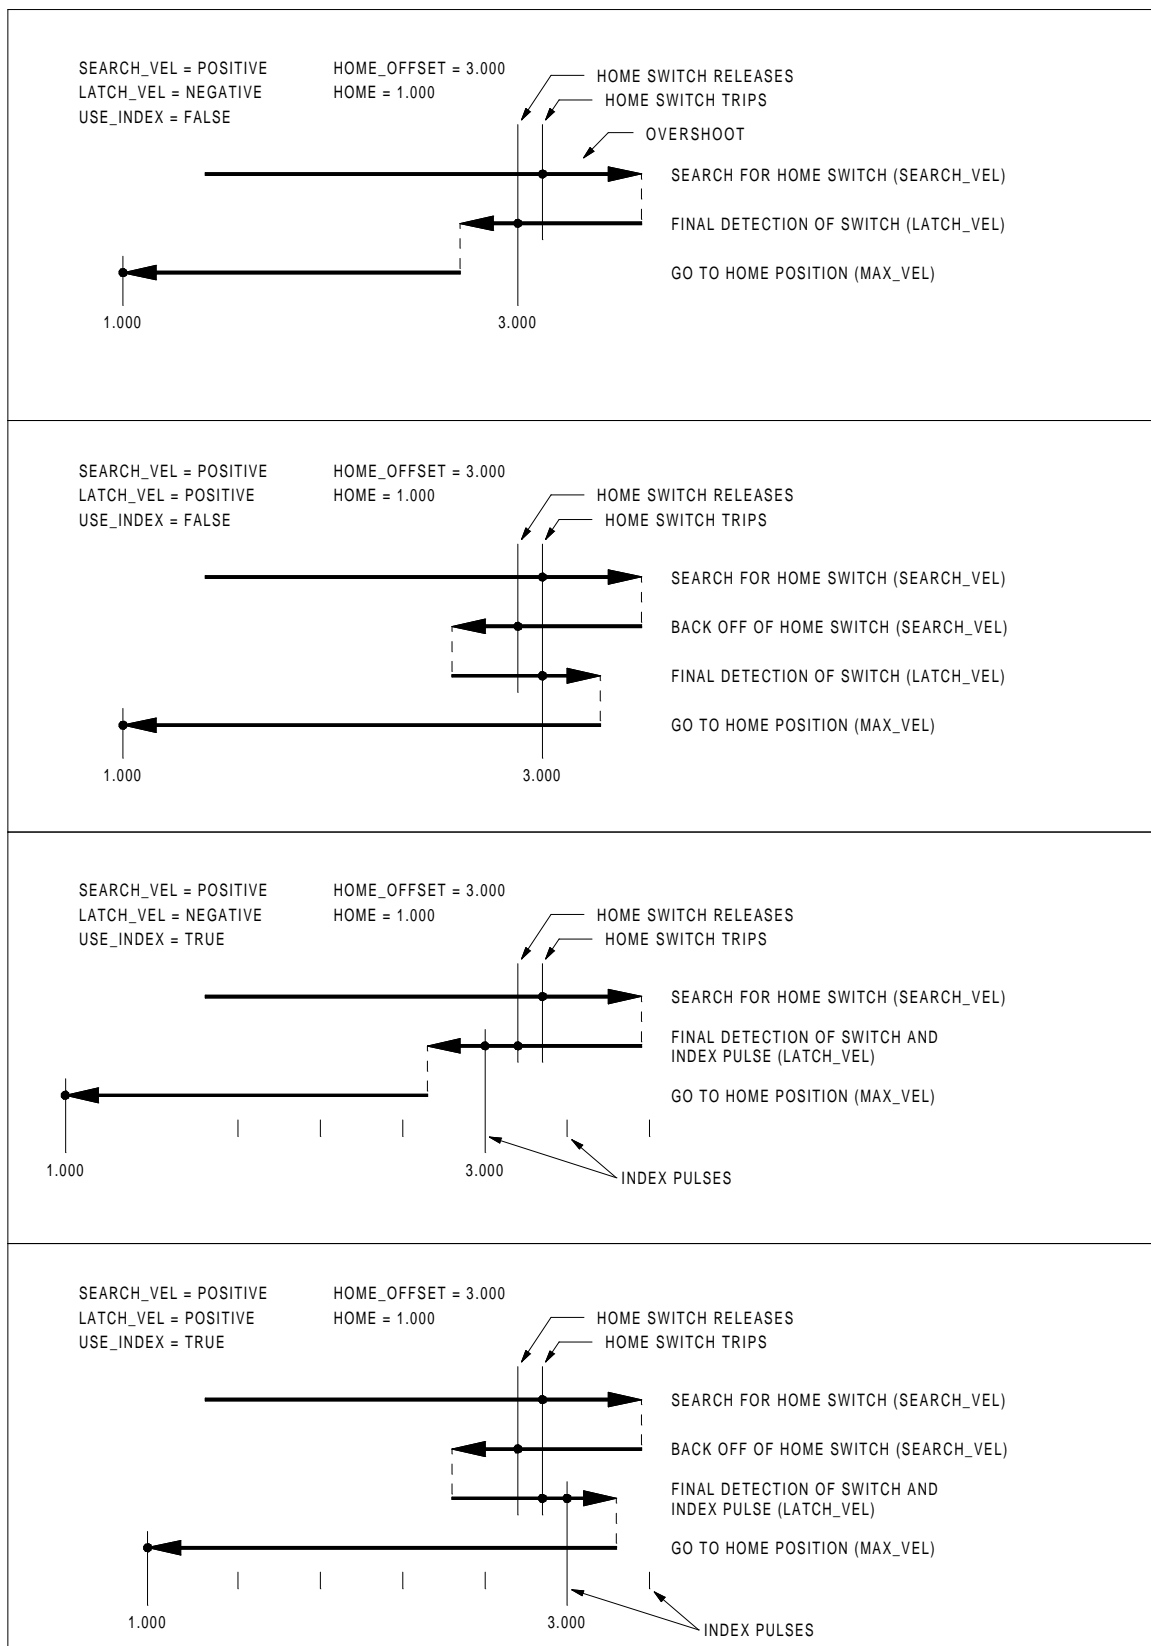 SEARCH_VEL = POSITIVE HOME_OFFSET = 3.000
LATCH_VEL = NEGATIVE HOME = 1.000
USE_INDEX = FALSE
HOME SWITCH RELEASES
HOME SWITCH TRIPS
OVERSHOOT
SEARCH FOR HOME SWITCH (SEARCH_VEL)
FINAL DETECTION OF SWITCH (LATCH_VEL)
GO TO HOME POSITION (MAX_VEL)
1.000 3.000
SEARCH_VEL = POSITIVE HOME_OFFSET = 3.000
LATCH_VEL = POSITIVE HOME = 1.000
USE_INDEX = FALSE
HOME SWITCH RELEASES
HOME SWITCH TRIPS
SEARCH FOR HOME SWITCH (SEARCH_VEL)
BACK OFF OF HOME SWITCH (SEARCH_VEL)
FINAL DETECTION OF SWITCH (LATCH_VEL)
GO TO HOME POSITION (MAX_VEL)
1.000 3.000
SEARCH_VEL = POSITIVE HOME_OFFSET = 3.000
LATCH_VEL = NEGATIVE HOME = 1.000
USE_INDEX = TRUE
HOME SWITCH RELEASES
HOME SWITCH TRIPS
SEARCH FOR HOME SWITCH (SEARCH_VEL)
FINAL DETECTION OF SWITCH AND
INDEX PULSE (LATCH_VEL)
GO TO HOME POSITION (MAX_VEL)
1.000 3.000
INDEX PULSES
SEARCH_VEL = POSITIVE HOME_OFFSET = 3.000
LATCH_VEL = POSITIVE HOME = 1.000
USE_INDEX = TRUE
HOME SWITCH RELEASES
HOME SWITCH TRIPS
SEARCH FOR HOME SWITCH (SEARCH_VEL)
BACK OFF OF HOME SWITCH (SEARCH_VEL)
FINAL DETECTION OF SWITCH AND
INDEX PULSE (LATCH_VEL)
GO TO HOME POSITION (MAX_VEL)
1.000 3.000
INDEX PULSES